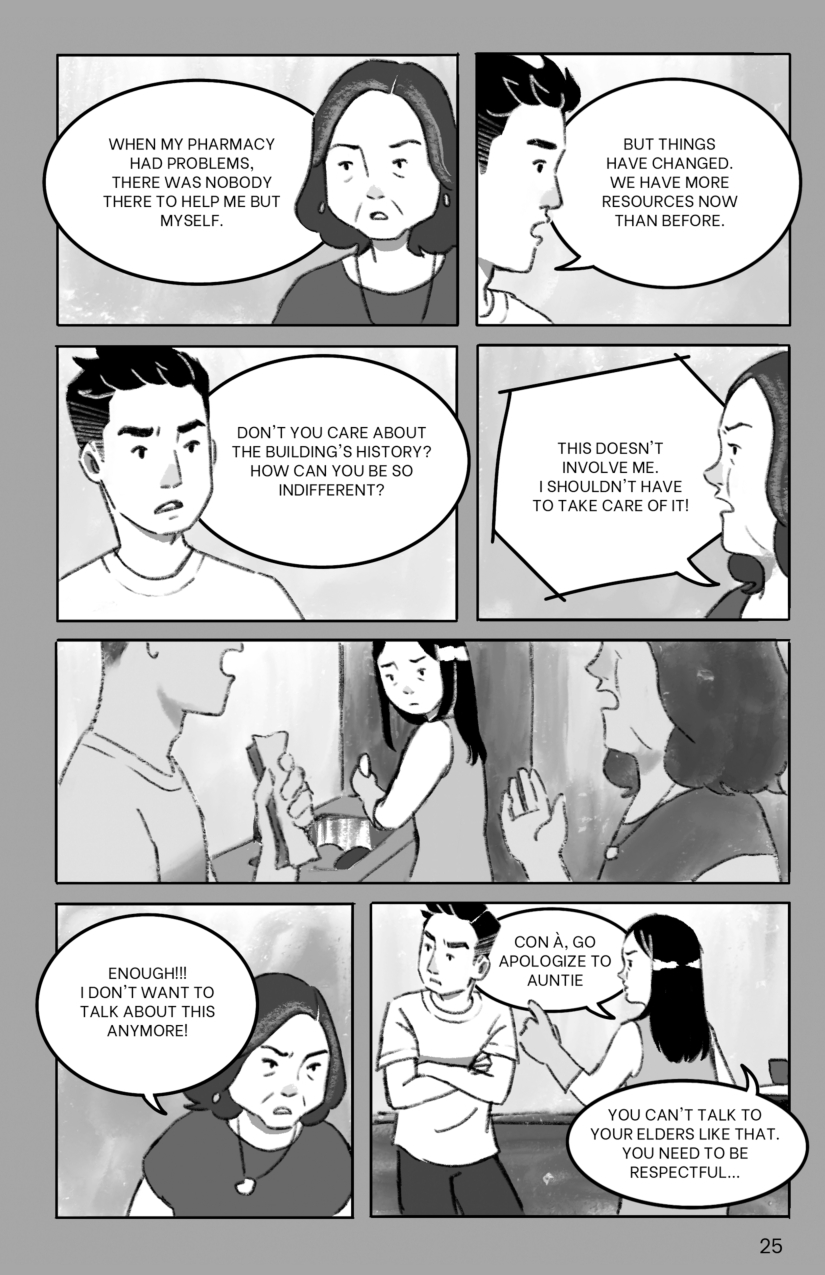 WHEN MY PHARMACY
HAD PROBLEMS,
THERE WAS NOBODY
THERE TO HELP ME BUT
MYSELF.
BUT THINGS
HAVE CHANGED.
WE HAVE MORE
RESOURCES NOW
THAN BEFORE.
DON'T YOU CARE ABOUT
THE BUILDING'S HISTORY?
HOW CAN YOU BE SO
INDIFFERENT?
THIS DOESN'T
INVOLVE ME.
I SHOULDN'T HAVE
TO TAKE CARE OF IT!
ENOUGH!!!
I DON'T WANT TO
TALK ABOUT THIS
ANYMORE!
CON À, GO
APOLOGIZE TO
AUNTIE
YOU CAN'T TALK TO
YOUR ELDERS LIKE THAT.
YOU NEED TO BE
RESPECTFUL...
25